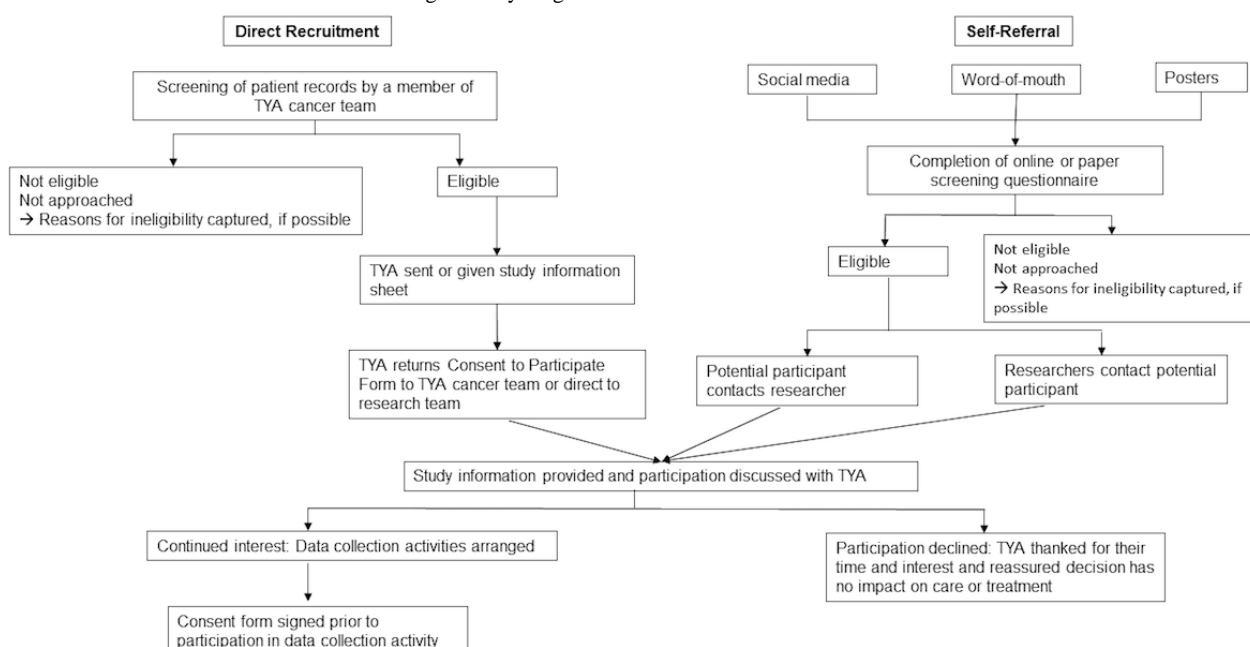 Direct Recruitment
Self-Referral
Screening of patient records by a member of
TYA cancer team
Social media
Word-of-mouth
Posters
Not eligible
Not approached
→ Reasons for ineligibility captured, if possible
Eligible
Completion of online or paper
screening questionnaire
TYA sent or given study information
sheet
Eligible
Not eligible
Not approached
→ Reasons for ineligibility captured, if
possible
TYA returns Consent to Participate
Form to TYA cancer team or direct to
research team
Potential participant
contacts researcher
Researchers contact potential
participant
Study information provided and participation discussed with TYA
Continued interest: Data collection activities arranged
Participation declined: TYA thanked for their
time and interest and reassured decision has
no impact on care or treatment
Consent form signed prior to
participation in data collection activity